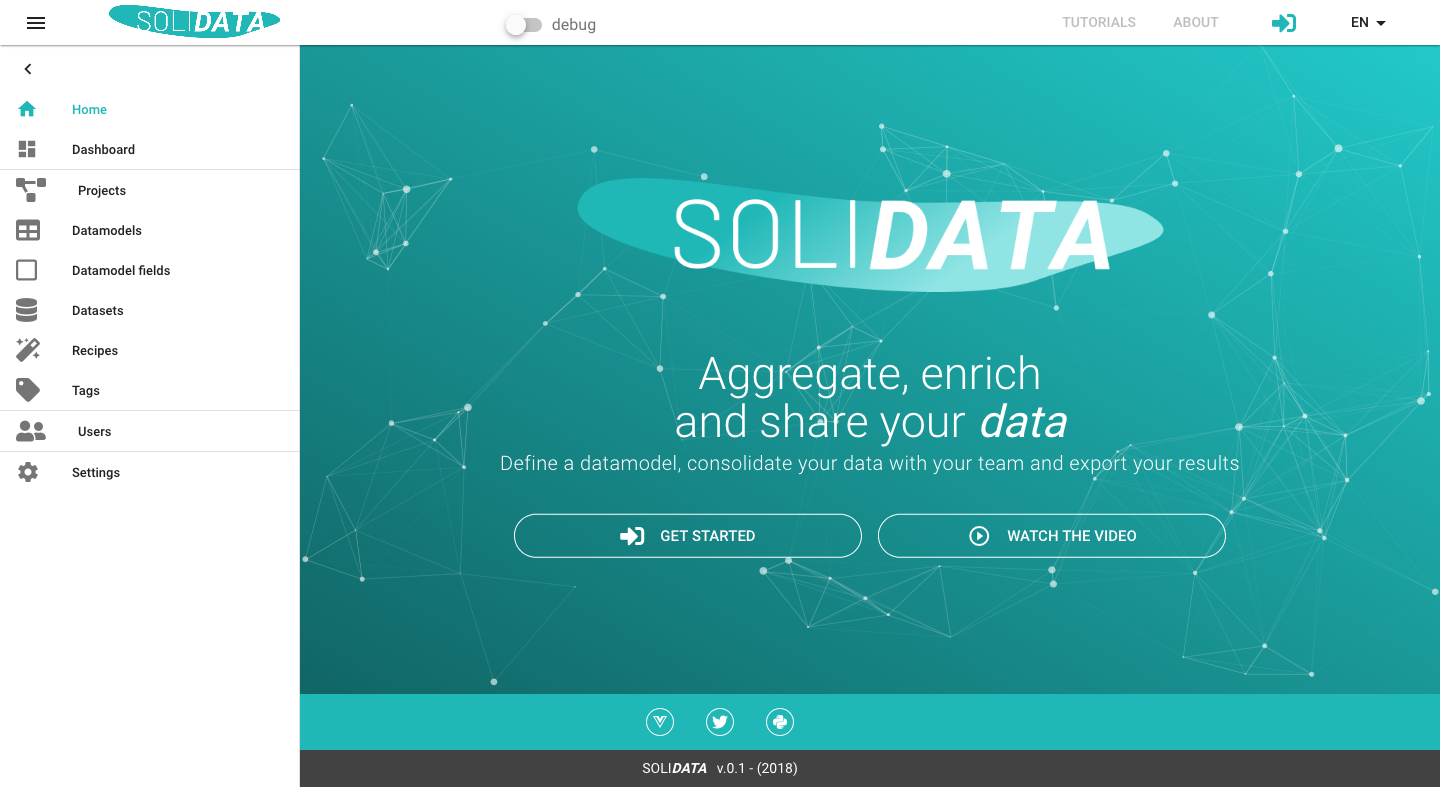 SOLIDATA
debug
TUTORIALS
ABOUT
EN
Home
Dashboard
Projects
Datamodels
Datamodel fields
Datasets
Recipes
Tags
Users
Settings
SOLIDATA
Aggregate, enrich
and share your data
Define a datamodel, consolidate your data with your team and export your results
GET STARTED
WATCH THE VIDEO
SOLIDATA v.0.1 - (2018)